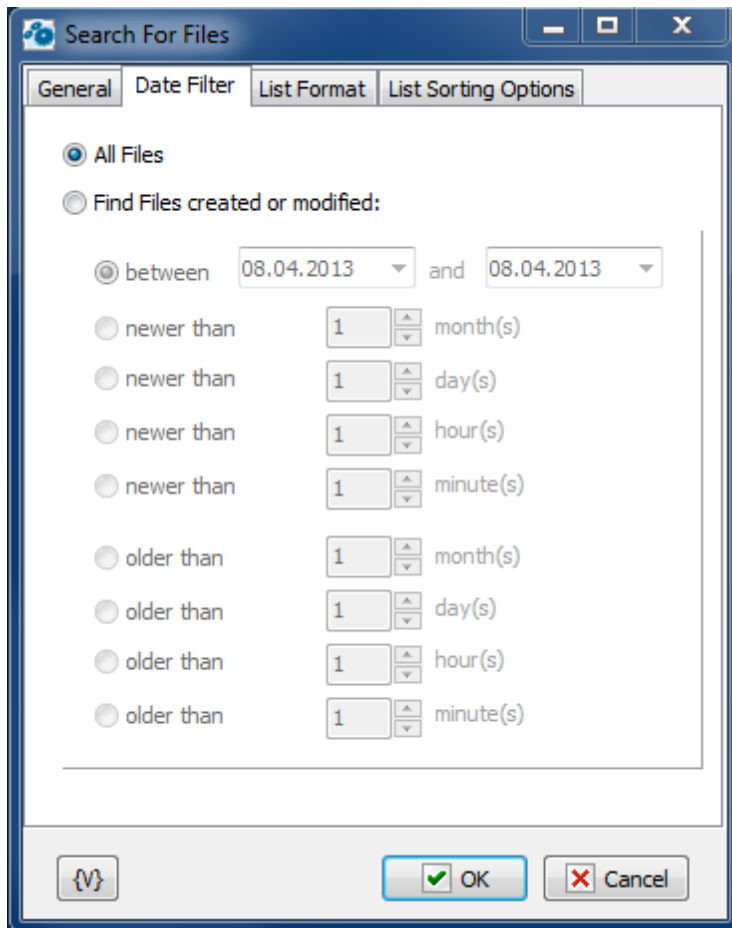 Search For Files
General Date Filter List Format List Sorting Options
All Files
Find Files created or modified:
between 08.04.2013 and 08.04.2013
newer than 1 month(s)
newer than 1 day(s)
newer than 1 hour(s)
newer than 1 minute(s)
older than 1 month(s)
older than 1 day(s)
older than 1 hour(s)
older than 1 minute(s)
{V} OK Cancel